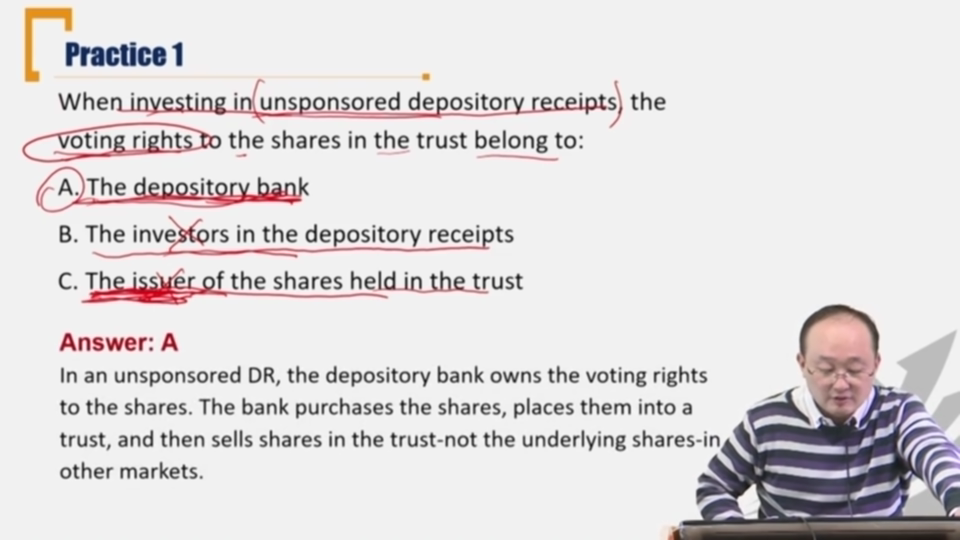 Practice 1
When investing in unsponsored depository receipts, the
voting rights to the shares in the trust belong to:
A. The depository bank
B. The investors in the depository receipts
C. The issuer of the shares held in the trust
Answer: A
In an unsponsored DR, the depository bank owns the voting rights
to the shares. The bank purchases the shares, places them into a
trust, and then sells shares in the trust-not the underlying shares-in
other markets.